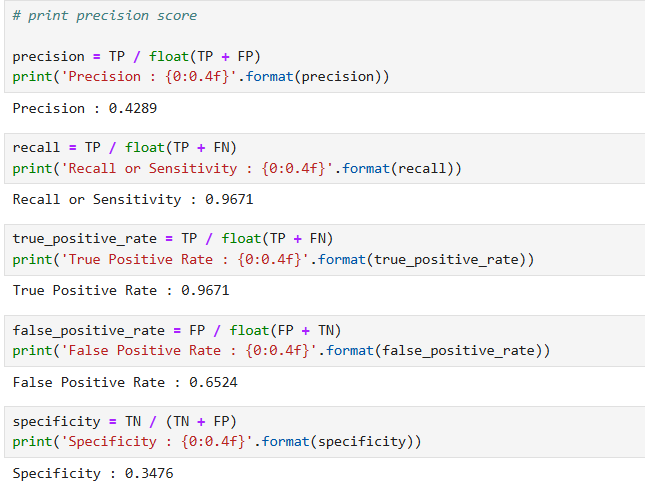 # print precision score
precision = TP / float(TP + FP)
print('Precision : {0:0.4f}'.format(precision))
Precision : 0.4289
recall = TP / float(TP + FN)
print('Recall or Sensitivity : {0:0.4f}'.format(recall))
Recall or Sensitivity : 0.9671
true_positive_rate = TP / float(TP + FN)
print('True Positive Rate : {0:0.4f}'.format(true_positive_rate))
True Positive Rate : 0.9671
false_positive_rate = FP / float(FP + TN)
print('False Positive Rate : {0:0.4f}'.format(false_positive_rate))
False Positive Rate : 0.6524
specificity = TN / (TN + FP)
print('Specificity : {0:0.4f}'.format(specificity))
Specificity : 0.3476